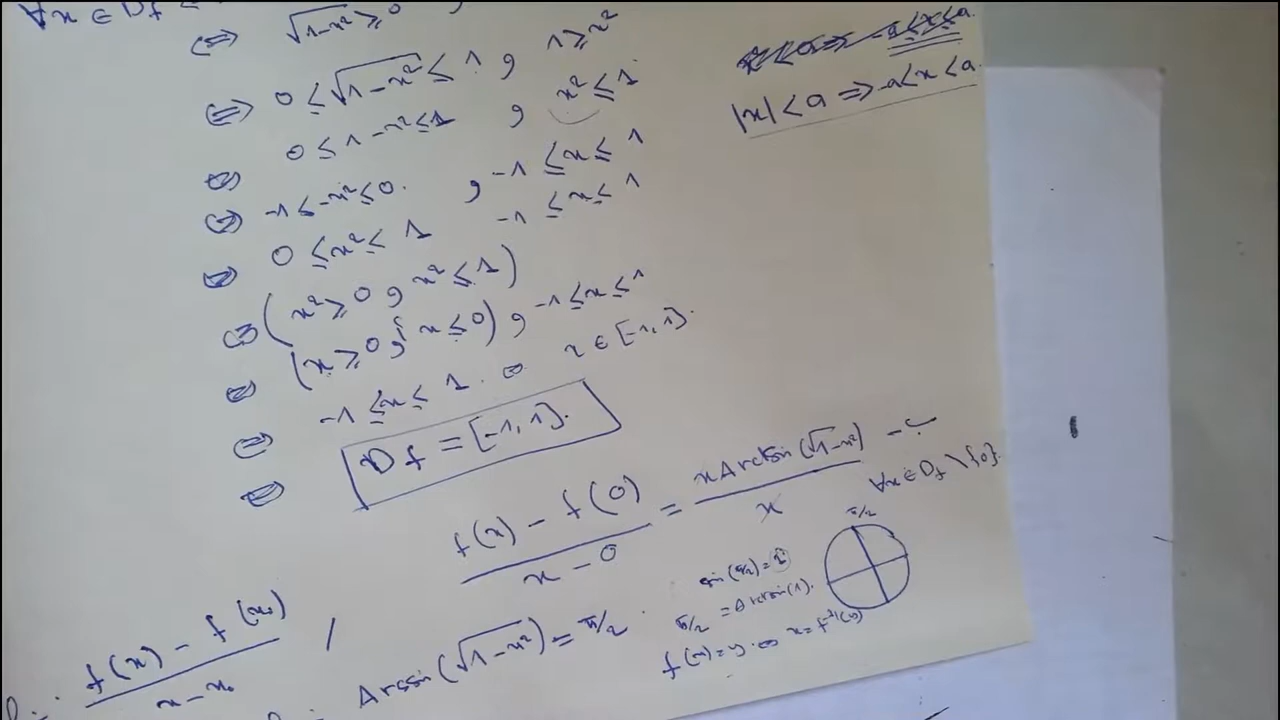 ∀x ∈ Df =
⇔ √1-x² ≥ 0 ,
⇔ 0 ≤ √1-x² ≤ 1 , 1 ≥ x²
⇔ 0 ≤ 1-x² ≤ 1 , x² ≤ 1
⇔ -1 ≤ -x² ≤ 0. , -1 ≤ x ≤ 1
⇔ 0 ≤ x² ≤ 1 -1 ≤ x ≤ 1
⇔ (x² ≥ 0 , x² ≤ 1)
⇔ (x ≥ 0 , x ≤ 0) , -1 ≤ x ≤ 1
⇔ -1 ≤ x ≤ 1 . ⇔ x ∈ [-1,1].
⇔ Df = [-1,1].
|x| < a ⇒ -a < x < a.
f(x) - f(0) / x - 0 = x Arcsin(√1-x²) / x
∀x ∈ Df \ {0}.
π/2
sin(π/2) = 1
π/2 = Arcsin(1).
f(x) = y ⇔ x = f⁻¹(y)
f(x) - f(x₀) / x - x₀ /
Arcsin(√1-x²) = π/2 .